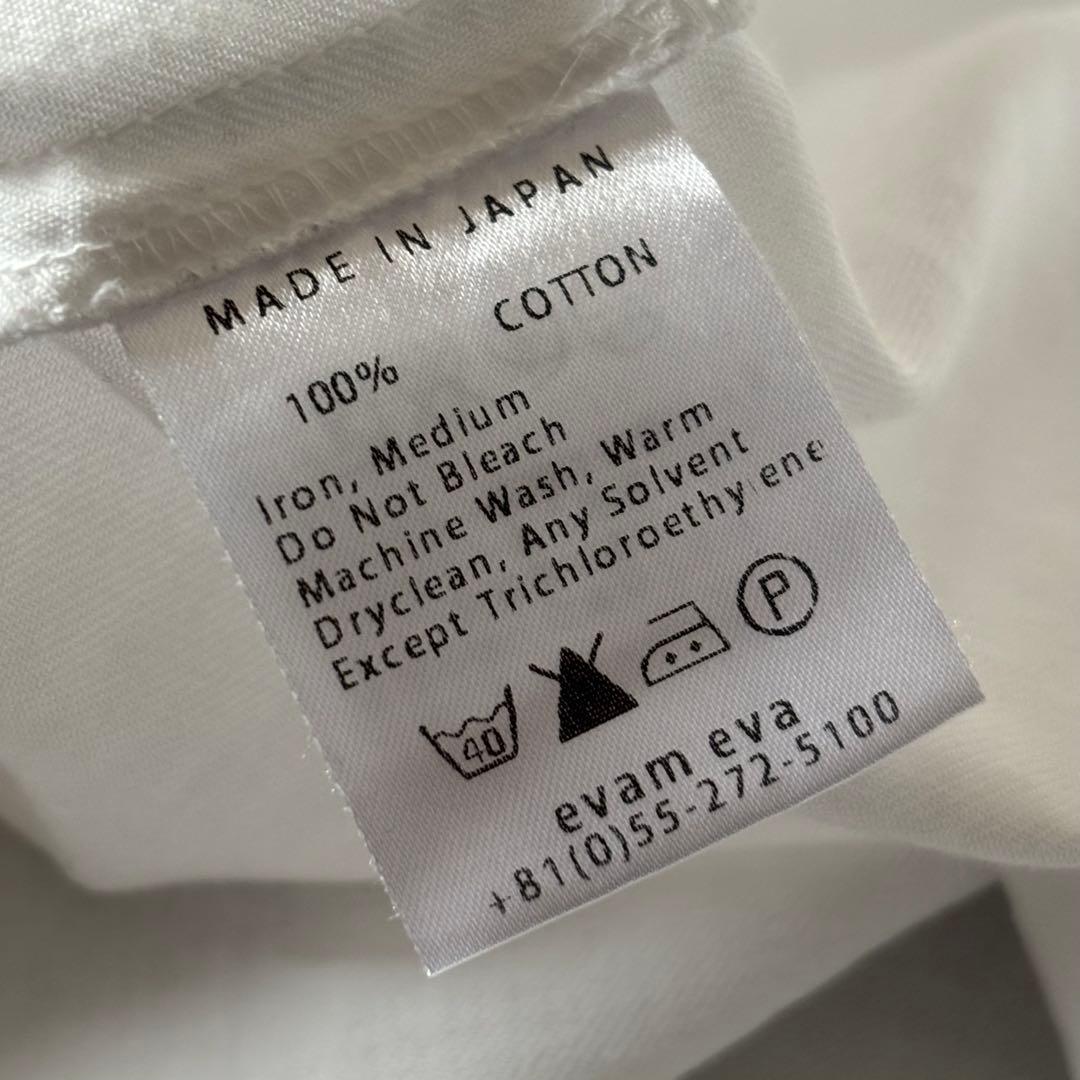 MADE IN JAPAN
100% COTTON
Iron, Medium
Do Not Bleach
Machine Wash, Warm
Dryclean, Any Solvent
Except Trichloroethylene
40 P
evam eva
+81(0)55-272-5100